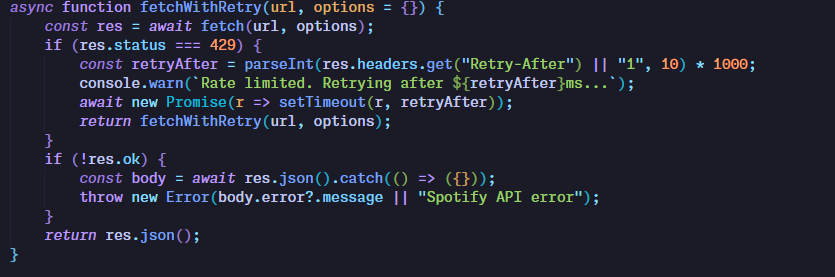 async function fetchWithRetry(url, options = {}) {
    const res = await fetch(url, options);
    if (res.status === 429) {
        const retryAfter = parseInt(res.headers.get("Retry-After") || "1", 10) * 1000;
        console.warn(`Rate limited. Retrying after ${retryAfter}ms...`);
        await new Promise(r => setTimeout(r, retryAfter));
        return fetchWithRetry(url, options);
    }
    if (!res.ok) {
        const body = await res.json().catch(() => ({}));
        throw new Error(body.error?.message || "Spotify API error");
    }
    return res.json();
}